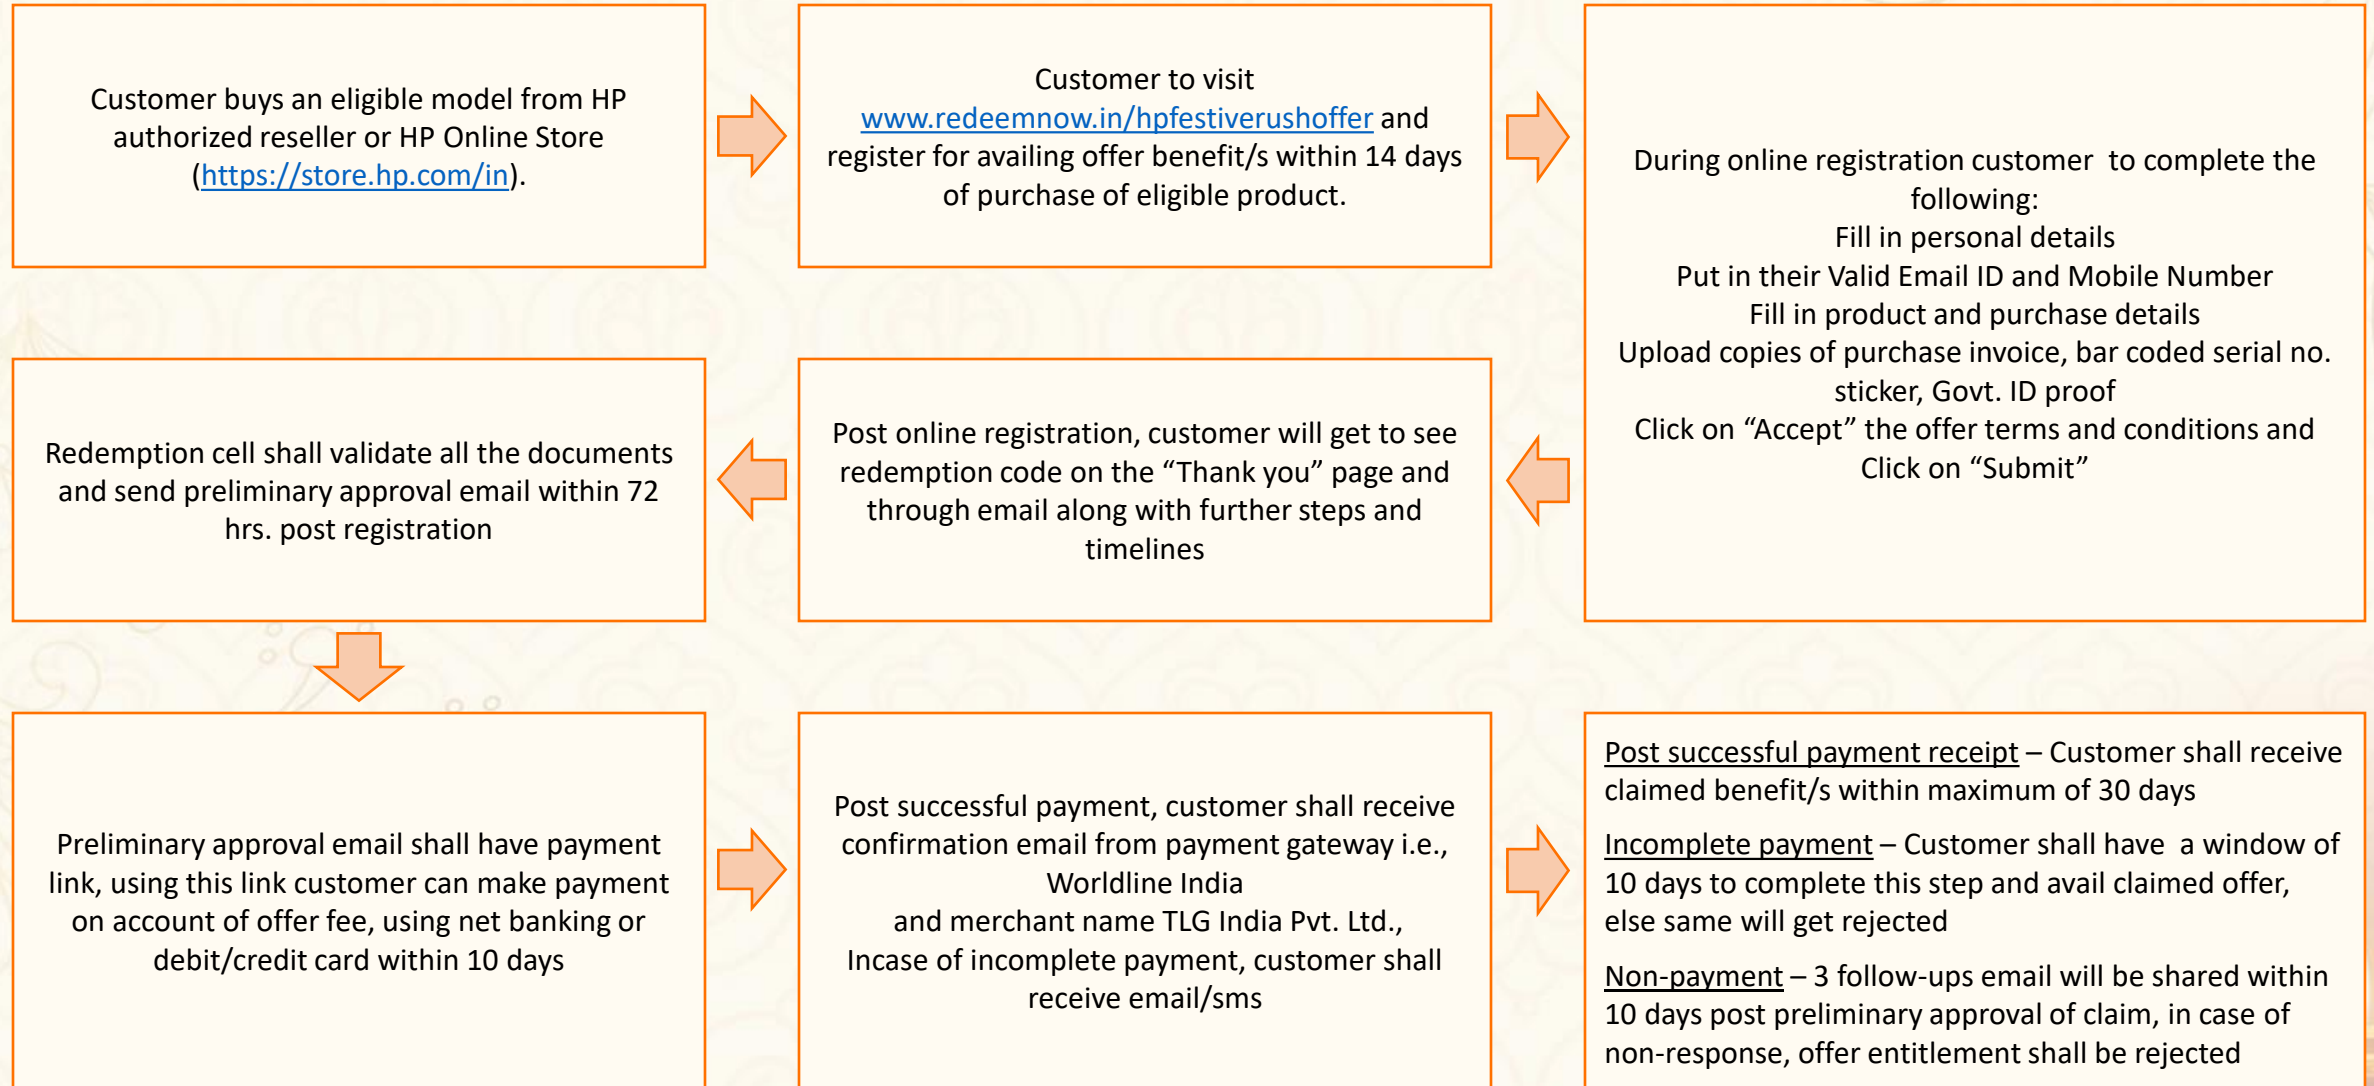 Customer buys an eligible model from HP
authorized reseller or HP Online Store
(https://store.hp.com/in).
Customer to visit
www.redeemnow.in/hpfestiverushoffer and
register for availing offer benefit/s within 14 days
of purchase of eligible product.
During online registration customer  to complete the
following:
Fill in personal details
Put in their Valid Email ID and Mobile Number
Fill in product and purchase details
Upload copies of purchase invoice, bar coded serial no.
sticker, Govt. ID proof
Click on “Accept” the offer terms and conditions and
Click on “Submit”
Post online registration, customer will get to see
redemption code on the “Thank you” page and
through email along with further steps and
timelines
Redemption cell shall validate all the documents
and send preliminary approval email within 72
hrs. post registration
Preliminary approval email shall have payment
link, using this link customer can make payment
on account of offer fee, using net banking or
debit/credit card within 10 days
Post successful payment, customer shall receive
confirmation email from payment gateway i.e.,
Worldline India
and merchant name TLG India Pvt. Ltd.,
Incase of incomplete payment, customer shall
receive email/sms
Post successful payment receipt – Customer shall receive
claimed benefit/s within maximum of 30 days
Incomplete payment – Customer shall have  a window of
10 days to complete this step and avail claimed offer,
else same will get rejected
Non-payment – 3 follow-ups email will be shared within
10 days post preliminary approval of claim, in case of
non-response, offer entitlement shall be rejected